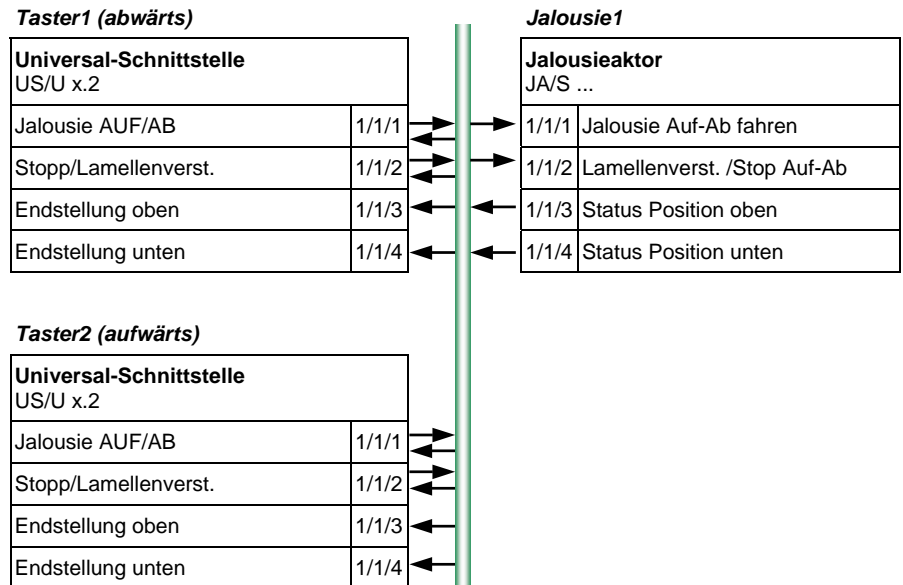 Taster1 (abwärts)
Universal-Schnittstelle
US/U x.2
Jalousie AUF/AB 1/1/1
Stopp/Lamellenverst. 1/1/2
Endstellung oben 1/1/3
Endstellung unten 1/1/4
Jalousie1
Jalousieaktor
JA/S ...
1/1/1 Jalousie Auf-Ab fahren
1/1/2 Lamellenverst. /Stop Auf-Ab
1/1/3 Status Position oben
1/1/4 Status Position unten
Taster2 (aufwärts)
Universal-Schnittstelle
US/U x.2
Jalousie AUF/AB 1/1/1
Stopp/Lamellenverst. 1/1/2
Endstellung oben 1/1/3
Endstellung unten 1/1/4